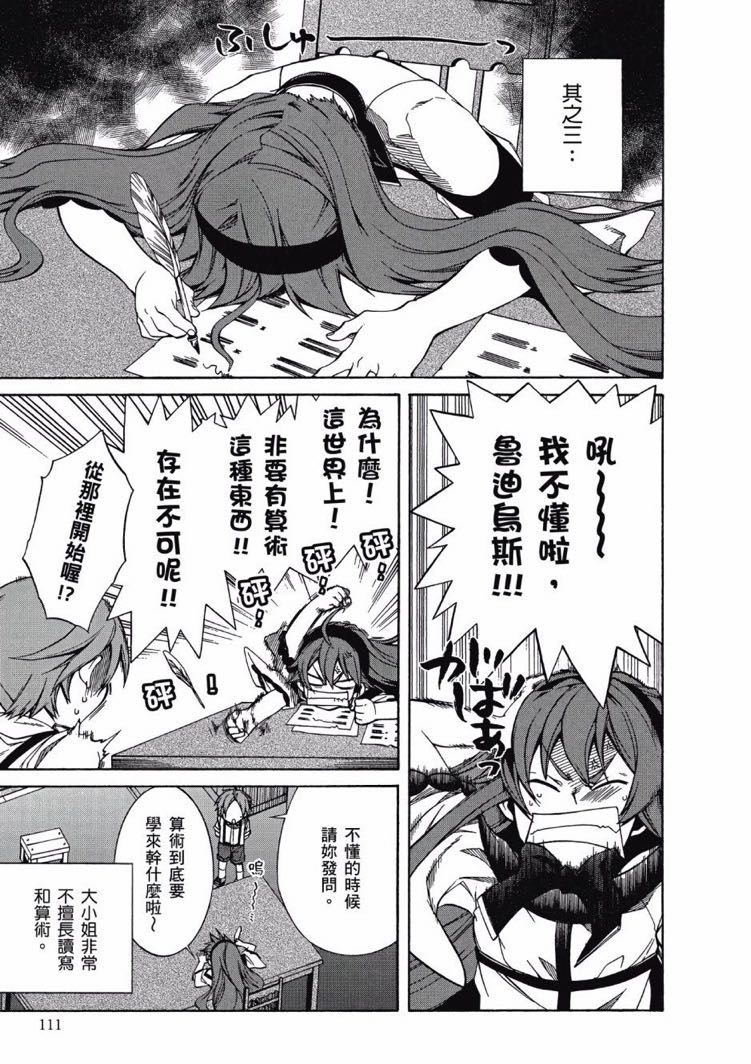 ふしゅーーっ
其之三：
吼～～～
我不懂啦，
魯迪烏斯!!!
ガばあっ
為什麼！
這世界上！
非要有算術
這種東西!!
存在不可呢!!
砰！
砰！
砰！
砰！
從那裡開始喔!?
不懂的時候
請妳發問。
嗚～～～
算術到底要
學來幹什麼啦～
大小姐非常
不擅長讀寫
和算術。
111